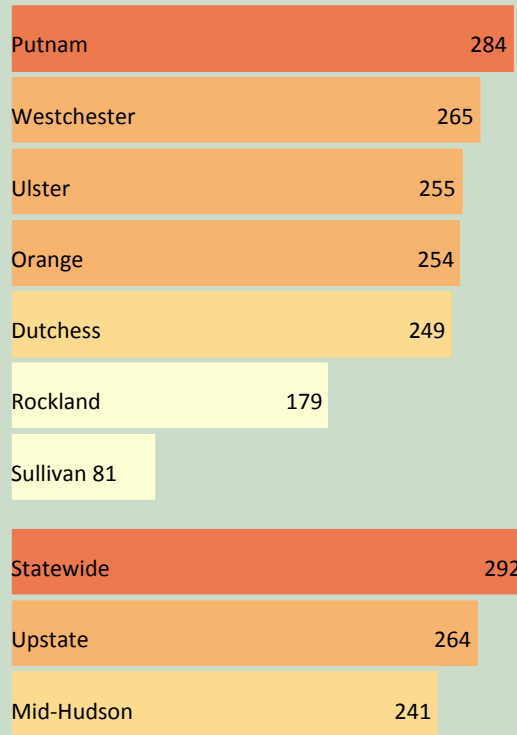 Putnam 284
Westchester 265
Ulster 255
Orange 254
Dutchess 249
Rockland 179
Sullivan 81
Statewide 292
Upstate 264
Mid-Hudson 241